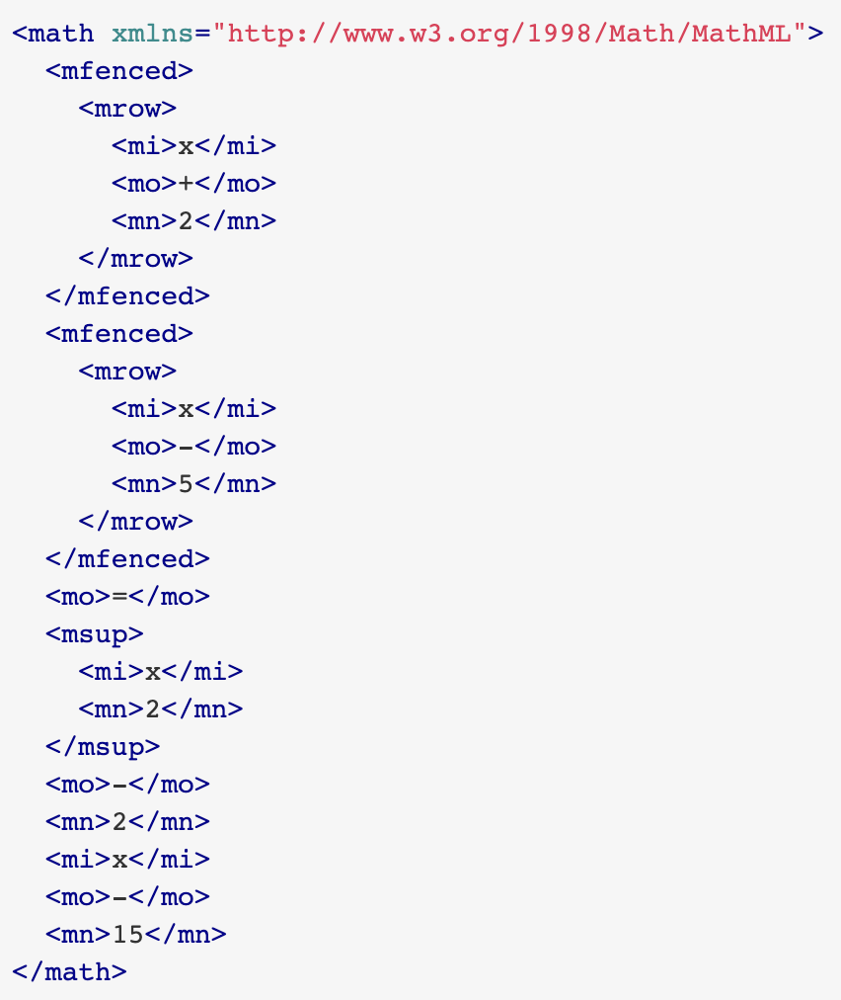 <math xmlns="http://www.w3.org/1998/Math/MathML">
  <mfenced>
    <mrow>
      <mi>x</mi>
      <mo>+</mo>
      <mn>2</mn>
    </mrow>
  </mfenced>
  <mfenced>
    <mrow>
      <mi>x</mi>
      <mo>-</mo>
      <mn>5</mn>
    </mrow>
  </mfenced>
  <mo>=</mo>
  <msup>
    <mi>x</mi>
    <mn>2</mn>
  </msup>
  <mo>-</mo>
  <mn>2</mn>
  <mi>x</mi>
  <mo>-</mo>
  <mn>15</mn>
</math>